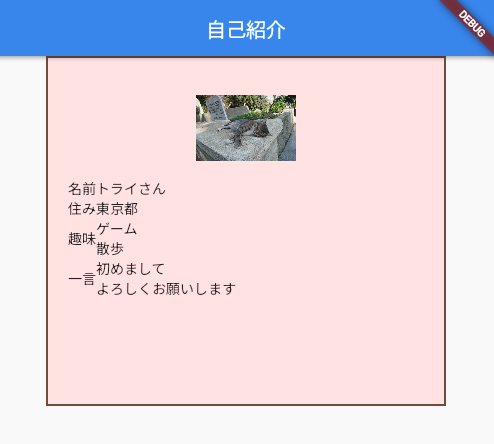 自己紹介
DEBUG
名前トライさん
住み東京都
趣味ゲーム
散歩
一言初めまして
よろしくお願いします